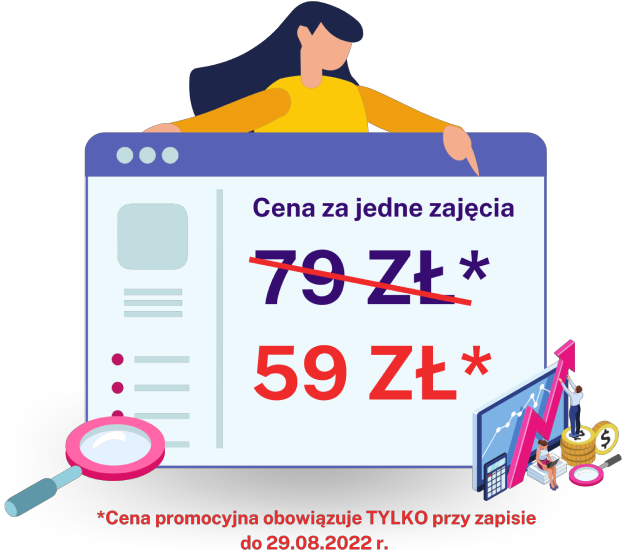 Cena za jedne zajęcia
79 ZŁ*
59 ZŁ*
$
*Cena promocyjna obowiązuje TYLKO przy zapisie
do 29.08.2022 r.